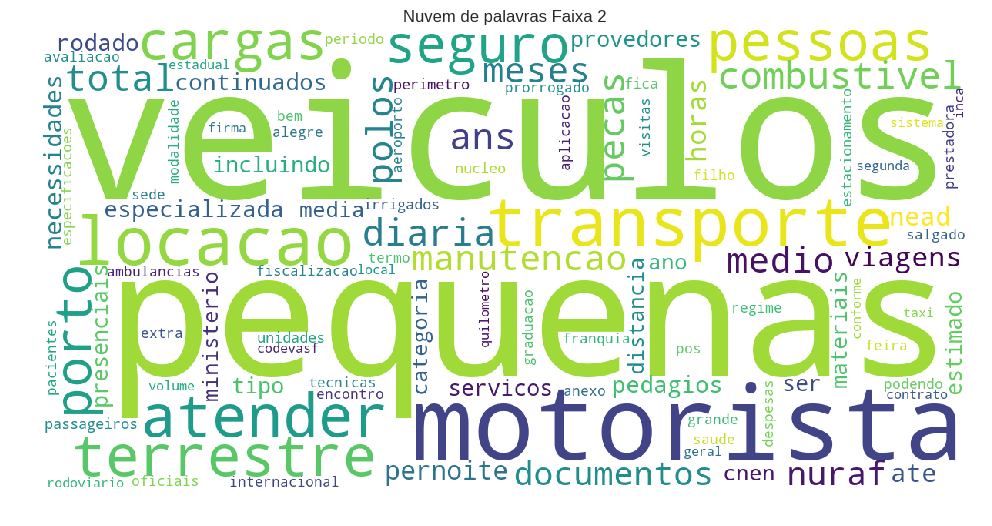 Nuvem de palavras Faixa 2
rodado
cargas
periodo
seguro
provedores
pessoas
avaliacao
estadual
total
continuados
meses
perimetro
prorrogado
fica
combustivel
veiculos
necessidades
especificacoes
modalidade
firma
bem
alegre
incluindo
polos
aeroporto
ans
nucleo
aplicacao
pecas
visitas
horas
filho
estacionamento
sistema
segunda
prestadora
inca
sede
especializada
media
irrigados
transporte
nead
salgado
locacao
diaria
termo
manutencao
ano
medio
viagens
porto
presenciais
ambulancias
ministerio
fiscalizacao
local
pequenas
categoria
quilometro
graduacao
distancia
regime
materiais
conforme
taxi
feira
estimado
extra
unidades
codevasf
franquia
pos
pacientes
volume
tipo
tecnicas
encontro
servicos
anexo
pedagios
despesas
ser
podendo
contrato
passageiros
atender
motorista
grande
saude
geral
terrestre
rodoviario
oficiais
internacional
pernoite
documentos
cnen
nuraf
ate